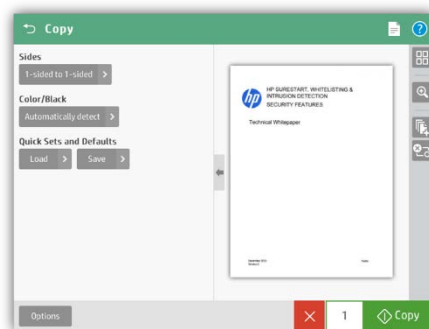 Copy
?
Sides
1-sided to 1-sided >
Color/Black
Automatically detect >
Quick Sets and Defaults
Load > Save >
hp
HP SURESTART, WHITELISTING &
INTRUSION DETECTION
SECURITY FEATURES
Technical Whitepaper
Options
1
Copy